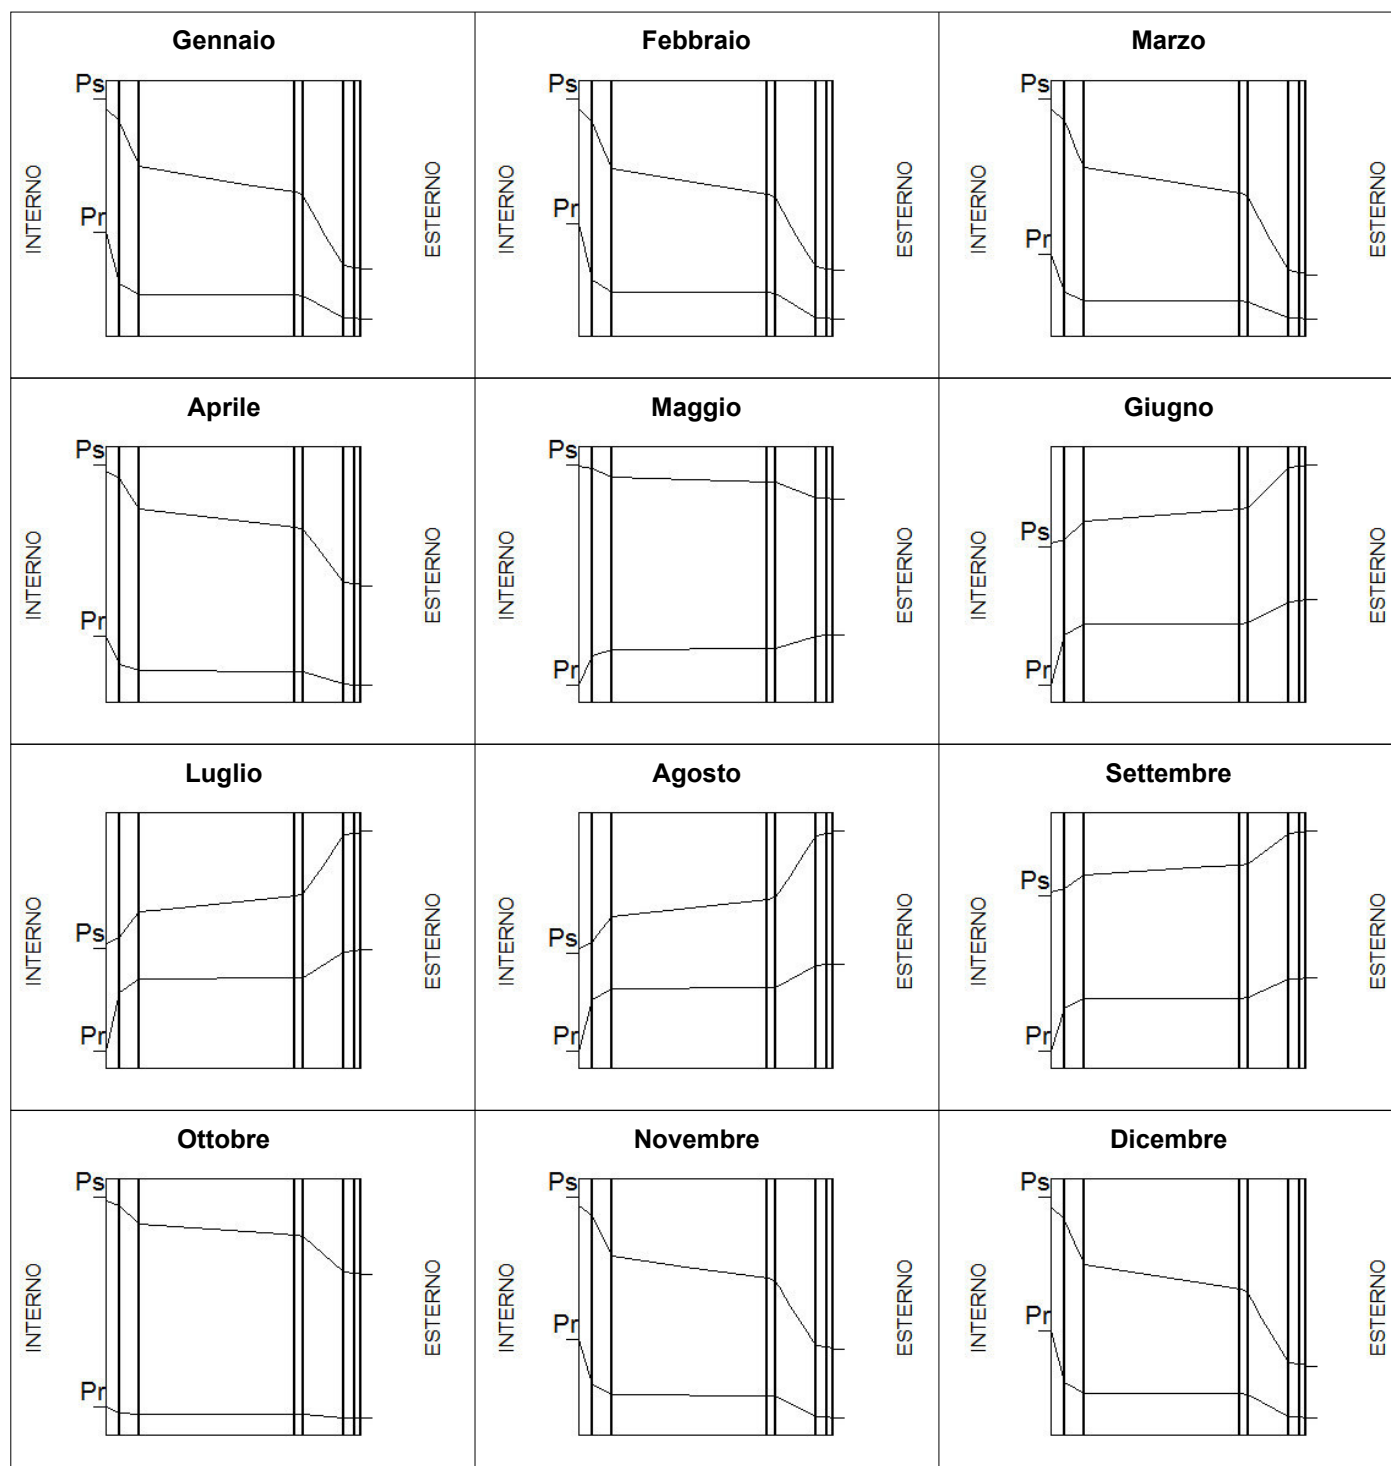 Gennaio
Ps
Pr
INTERNO
ESTERNO
Febbraio
Ps
Pr
INTERNO
ESTERNO
Marzo
Ps
Pr
INTERNO
ESTERNO
Aprile
Ps
Pr
INTERNO
ESTERNO
Maggio
Ps
Pr
INTERNO
ESTERNO
Giugno
Ps
Pr
INTERNO
ESTERNO
Luglio
Ps
Pr
INTERNO
ESTERNO
Agosto
Ps
Pr
INTERNO
ESTERNO
Settembre
Ps
Pr
INTERNO
ESTERNO
Ottobre
Ps
Pr
INTERNO
ESTERNO
Novembre
Ps
Pr
INTERNO
ESTERNO
Dicembre
Ps
Pr
INTERNO
ESTERNO